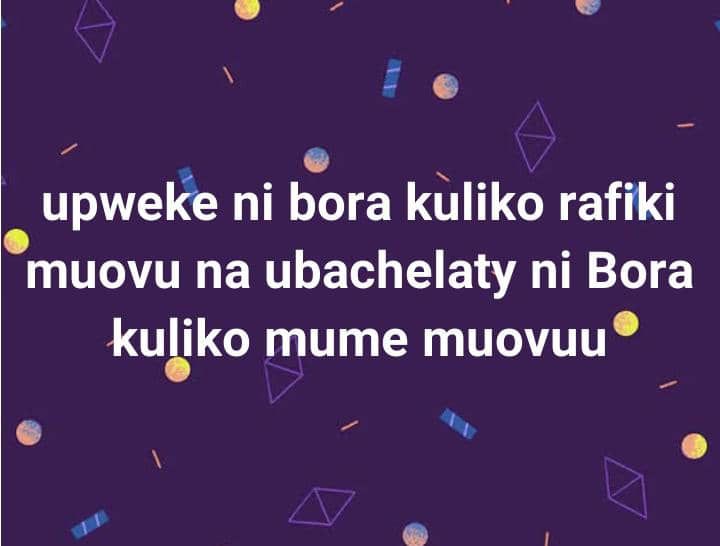 upweke ni bora kuliko rafiki
muovu na ubachelaty ni Bora
kuliko mume muovuu